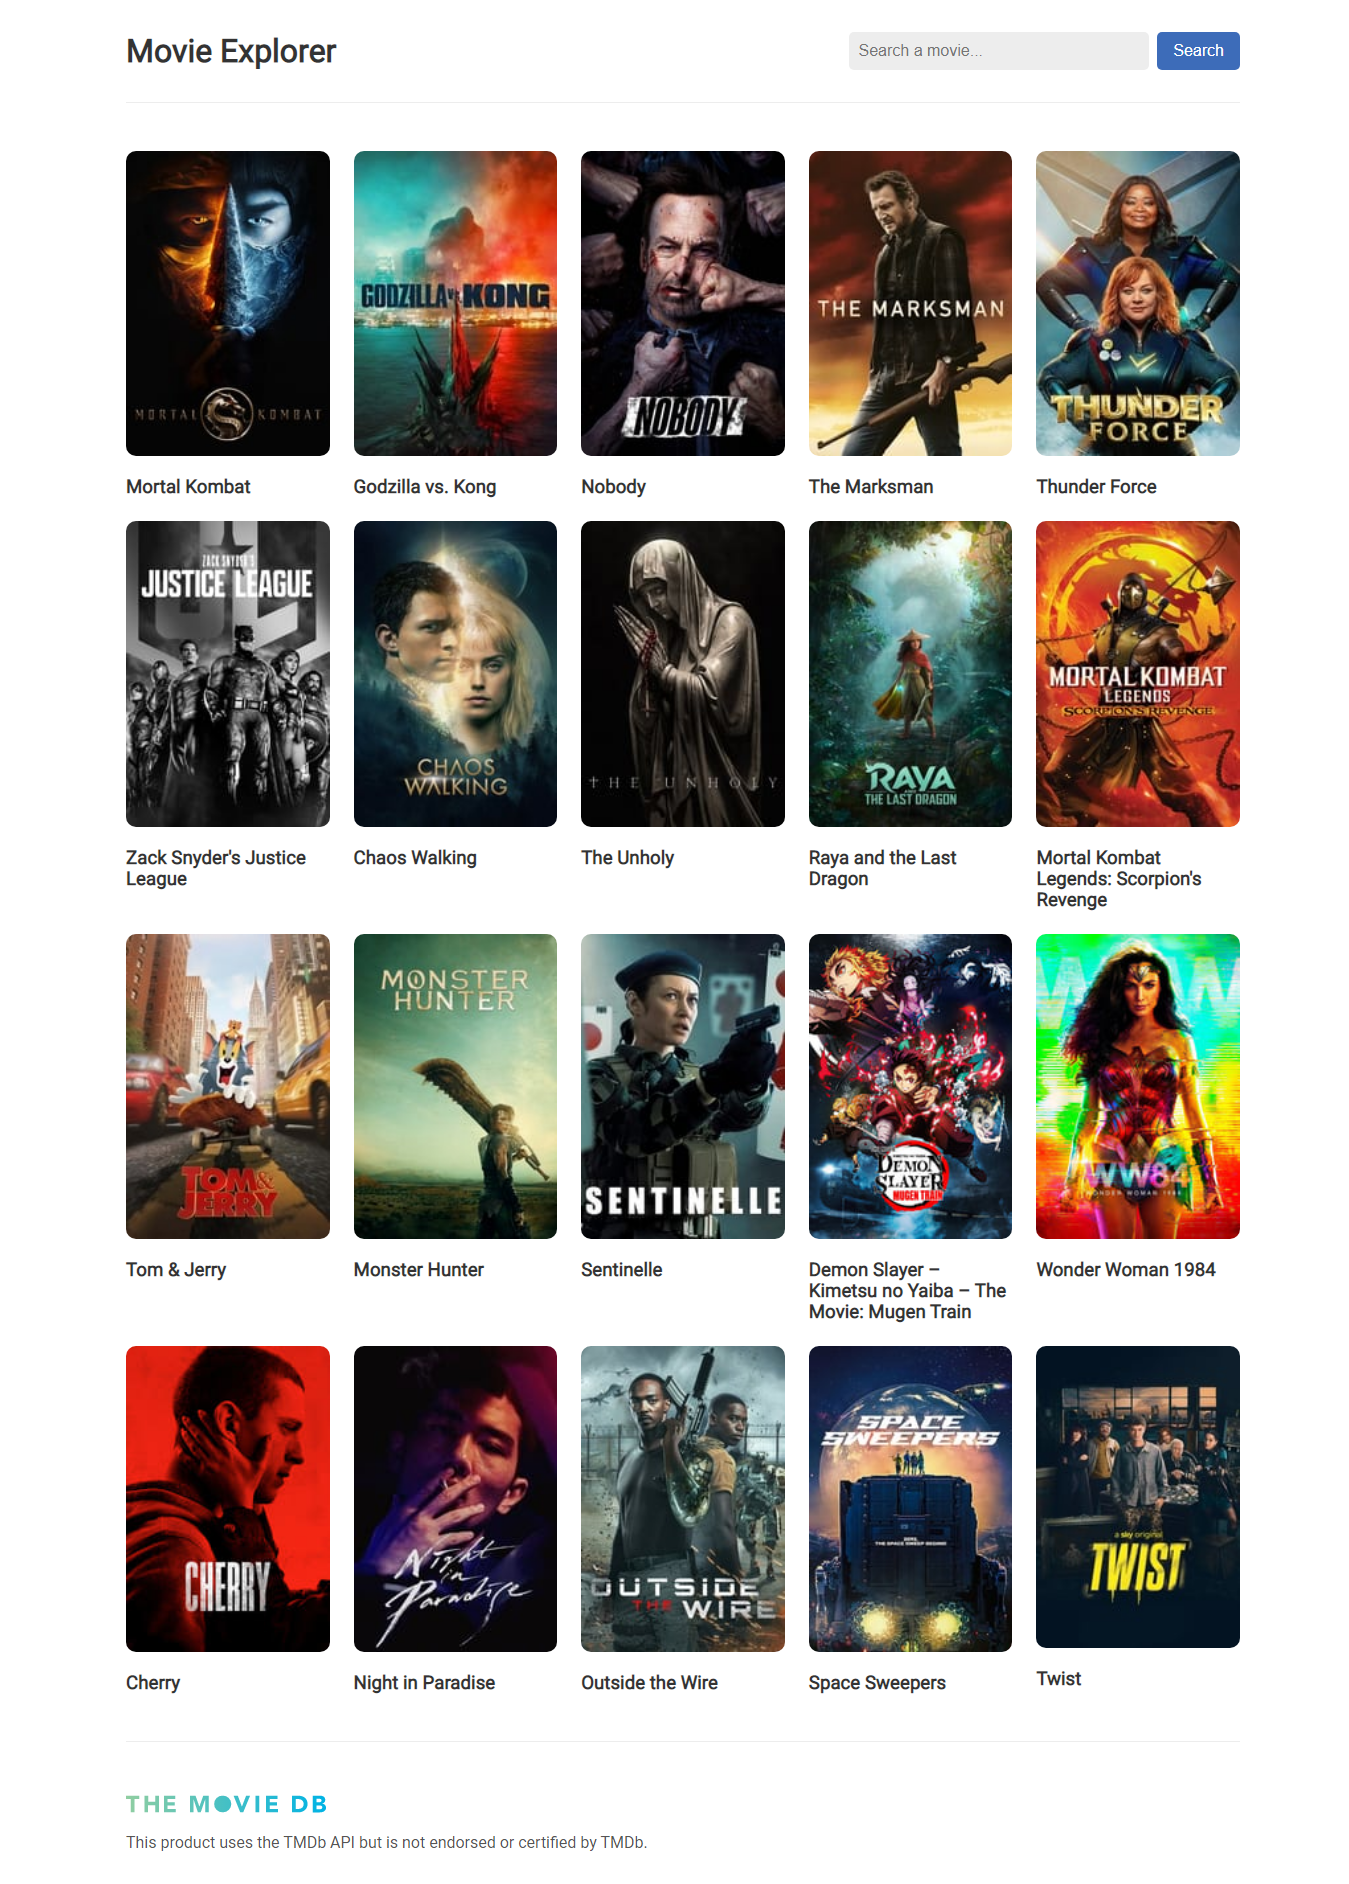 Movie Explorer
Search a movie...
Search
MORTAL KOMBAT
GODZILLA vs. KONG
NOBODY
THE MARKSMAN
THUNDER
FORCE
Mortal Kombat
Godzilla vs. Kong
Nobody
The Marksman
Thunder Force
ZACK SNYDER'S
JUSTICE LEAGUE
CHAOS
WALKING
THE UNHOLY
RAYA
THE LAST DRAGON
MORTAL KOMBAT
LEGENDS
SCORPION'S REVENGE
Zack Snyder's Justice
League
Chaos Walking
The Unholy
Raya and the Last
Dragon
Mortal Kombat
Legends: Scorpion's
Revenge
TOM &
JERRY
MONSTER
HUNTER
SENTINELLE
DEMON
SLAYER
MUGEN TRAIN
WW84
WONDER WOMAN 1984
Tom & Jerry
Monster Hunter
Sentinelle
Demon Slayer –
Kimetsu no Yaiba – The
Movie: Mugen Train
Wonder Woman 1984
CHERRY
Night
in
Paradise
OUTSIDE
THE WIRE
SPACE
SWEEPERS
THE SPACE SWEEP BEGINS
a sky original
TWIST
Cherry
Night in Paradise
Outside the Wire
Space Sweepers
Twist
THE MOVIE DB
This product uses the TMDb API but is not endorsed or certified by TMDb.